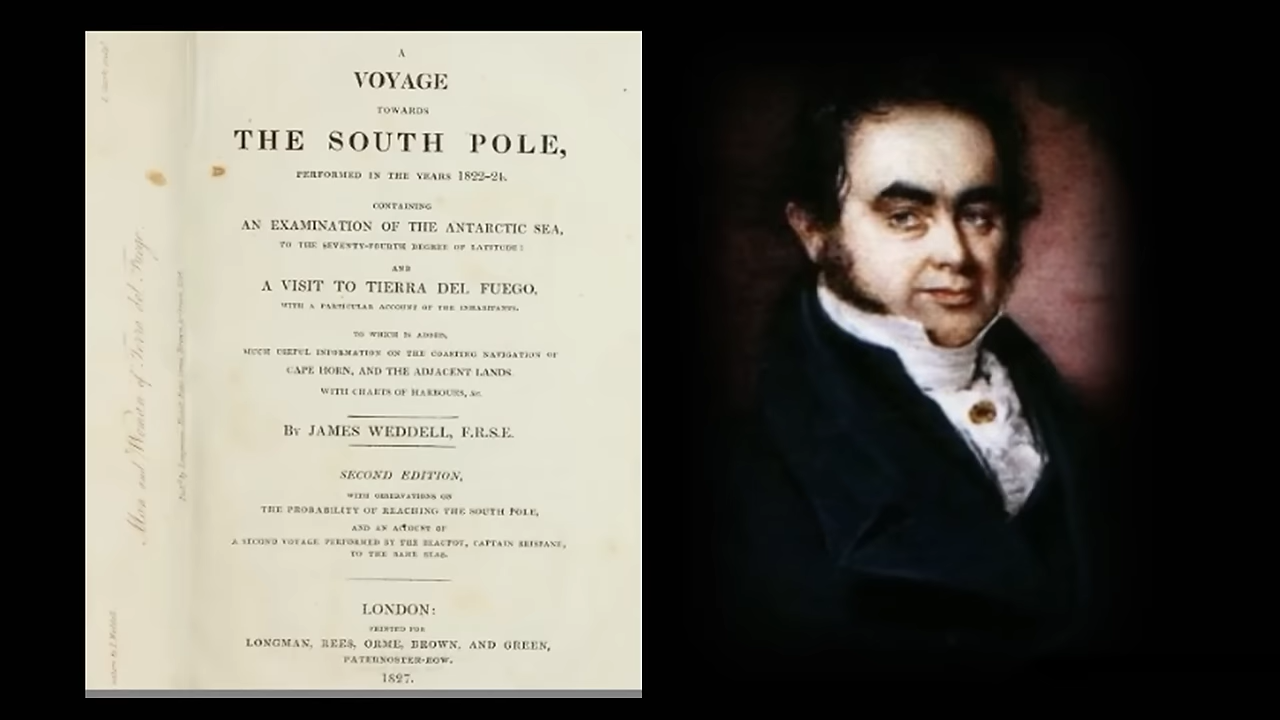 A
VOYAGE
TOWARDS
THE SOUTH POLE,
PERFORMED IN THE YEARS 1822–24.
CONTAINING
AN EXAMINATION OF THE ANTARCTIC SEA,
TO THE SEVENTY-FOURTH DEGREE OF LATITUDE:
AND
A VISIT TO TIERRA DEL FUEGO,
WITH A PARTICULAR ACCOUNT OF THE INHABITANTS.
TO WHICH IS ADDED,
MUCH USEFUL INFORMATION ON THE COASTING NAVIGATION OF
CAPE HORN, AND THE ADJACENT LANDS.
WITH CHARTS OF HARBOURS, &c.
By JAMES WEDDELL, F.R.S.E.
SECOND EDITION,
WITH OBSERVATIONS ON
THE PROBABILITY OF REACHING THE SOUTH POLE,
AND AN ACCOUNT OF
A SECOND VOYAGE PERFORMED BY THE BEAUFOY, CAPTAIN BRISBANE,
TO THE SAME SEAS.
LONDON:
PRINTED FOR
LONGMAN, REES, ORME, BROWN, AND GREEN,
PATERNOSTER-ROW.
1827.
Men and Women of Terra del Fuego.